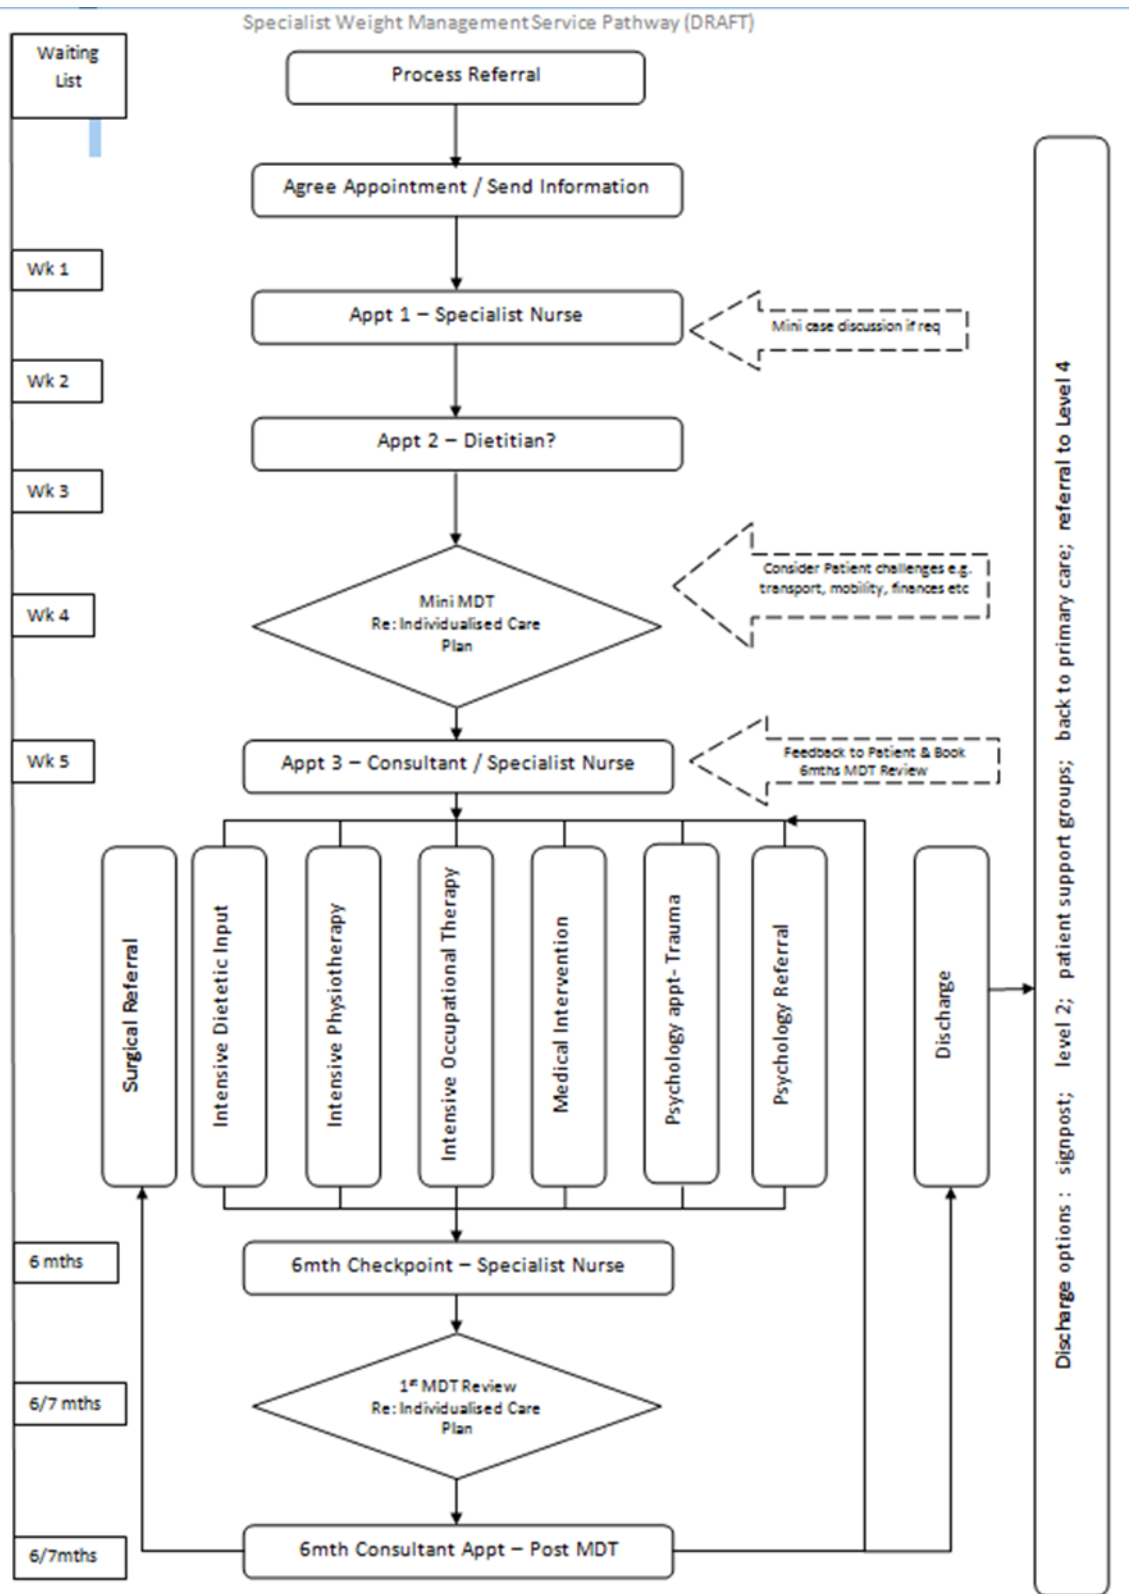 Specialist Weight Management Service Pathway (DRAFT)
Waiting
List
Process Referral
Agree Appointment / Send Information
Wk 1
Appt 1 – Specialist Nurse
Mini case discussion if req
Wk 2
Appt 2 – Dietitian?
Wk 3
Consider Patient challenges e.g.
transport, mobility, finances etc
Mini MDT
Re: Individualised Care
Plan
Wk 4
Appt 3 – Consultant / Specialist Nurse
Wk 5
Feedback to Patient & Book
6mths MDT Review
Surgical Referral
Intensive Dietetic Input
Intensive Physiotherapy
Intensive Occupational Therapy
Medical Intervention
Psychology appt- Trauma
Psychology Referral
Discharge
Discharge options : signpost; level 2; patient support groups; back to primary care; referral to Level 4
6 mths
6mth Checkpoint – Specialist Nurse
6/7 mths
1st MDT Review
Re: Individualised Care
Plan
6/7mths
6mth Consultant Appt – Post MDT